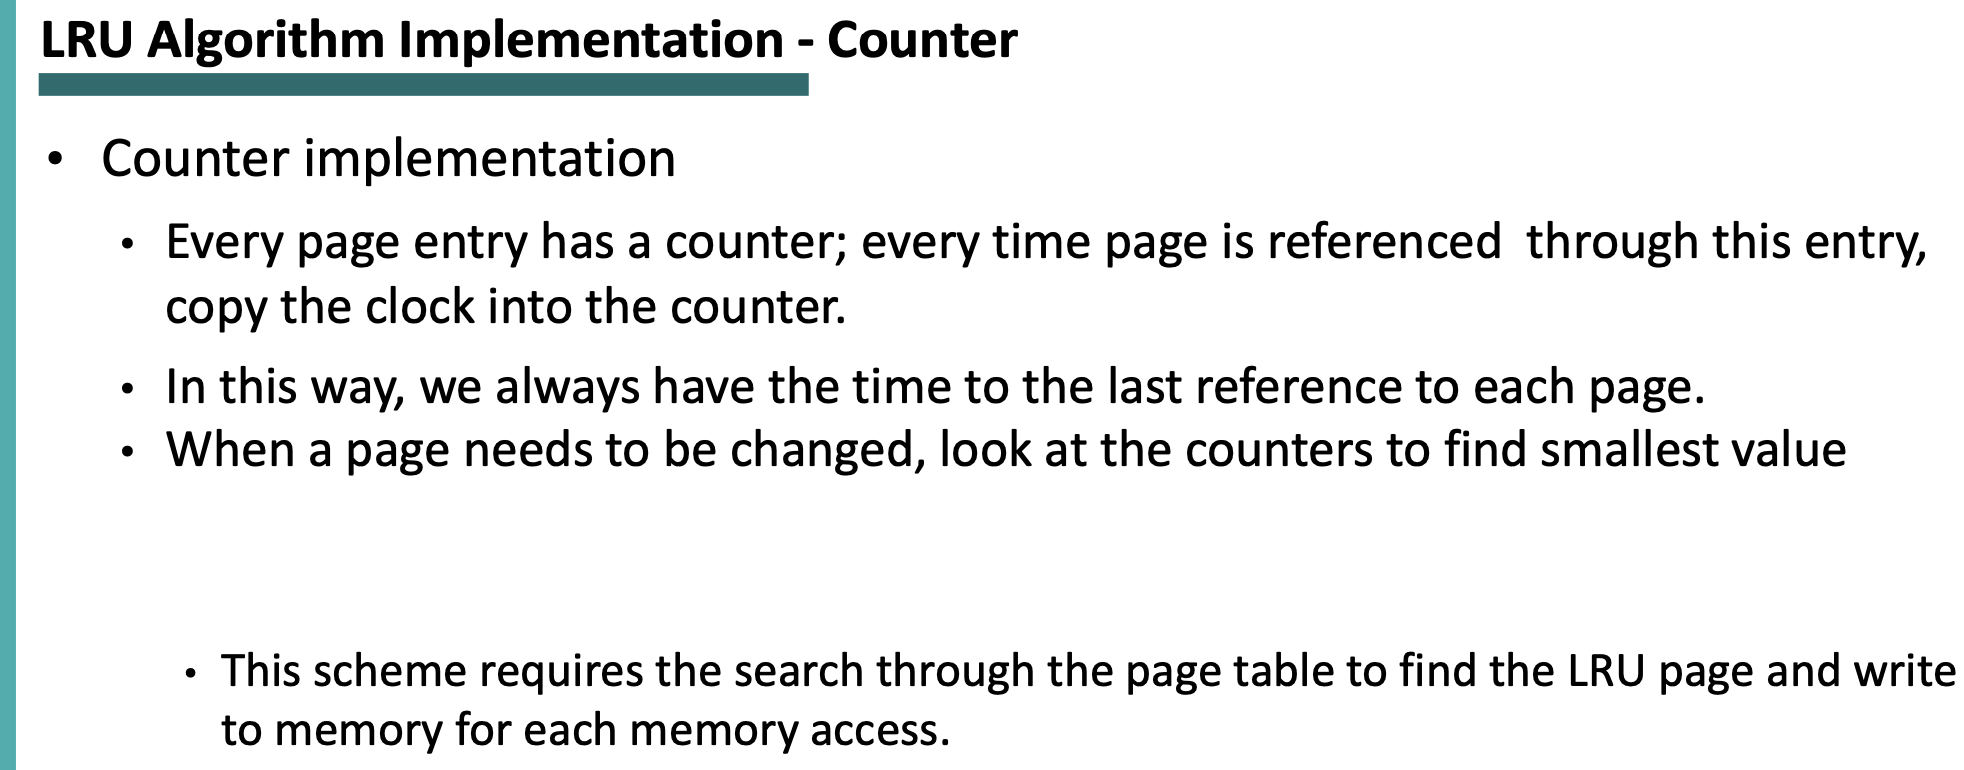 LRU Algorithm Implementation - Counter
• Counter implementation
• Every page entry has a counter; every time page is referenced through this entry,
copy the clock into the counter.
• In this way, we always have the time to the last reference to each page.
• When a page needs to be changed, look at the counters to find smallest value
• This scheme requires the search through the page table to find the LRU page and write
to memory for each memory access.